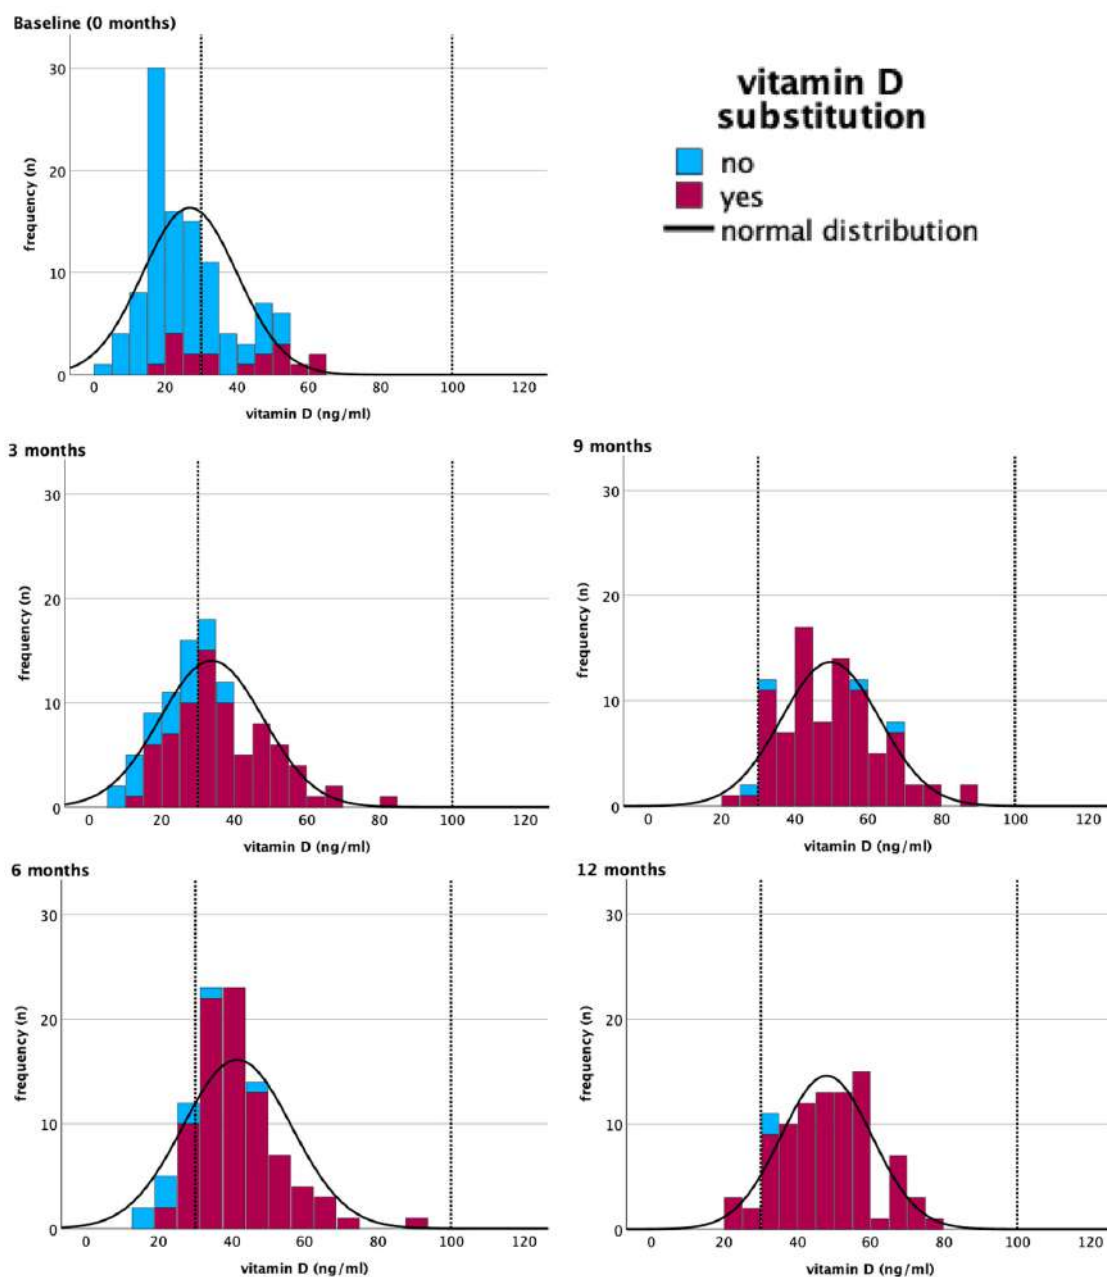 Baseline (0 months)
30
20
10
0
frequency (n)
0 20 40 60 80 100 120
vitamin D (ng/ml)
vitamin D
substitution
no
yes
normal distribution
3 months
30
20
10
0
frequency (n)
0 20 40 60 80 100 120
vitamin D (ng/ml)
9 months
30
20
10
0
frequency (n)
0 20 40 60 80 100 120
vitamin D (ng/ml)
6 months
30
20
10
0
frequency (n)
0 20 40 60 80 100 120
vitamin D (ng/ml)
12 months
30
20
10
0
frequency (n)
0 20 40 60 80 100 120
vitamin D (ng/ml)